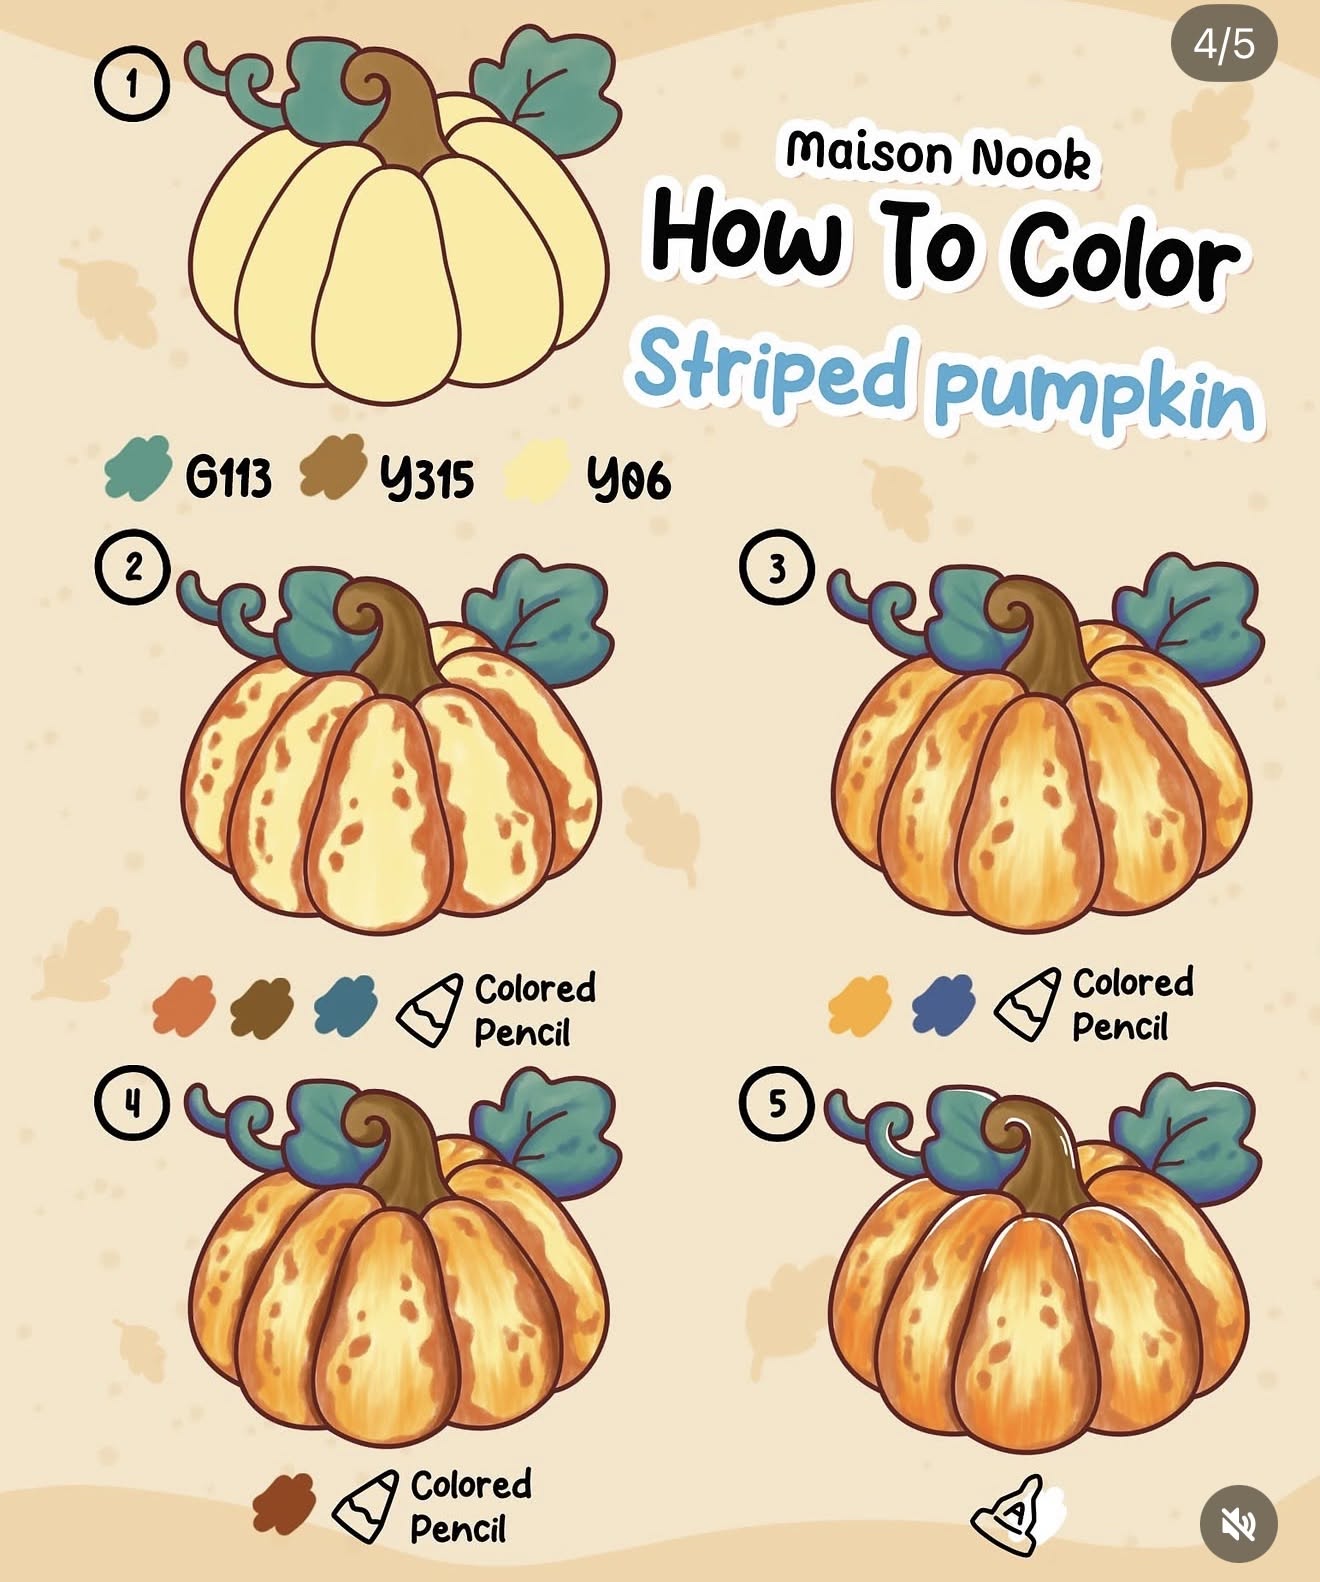 4/5
1
Maison Nook
How To Color
Striped pumpkin
G113 Y315 Y06
2
3
Colored
Pencil
Colored
Pencil
4
5
Colored
Pencil
A